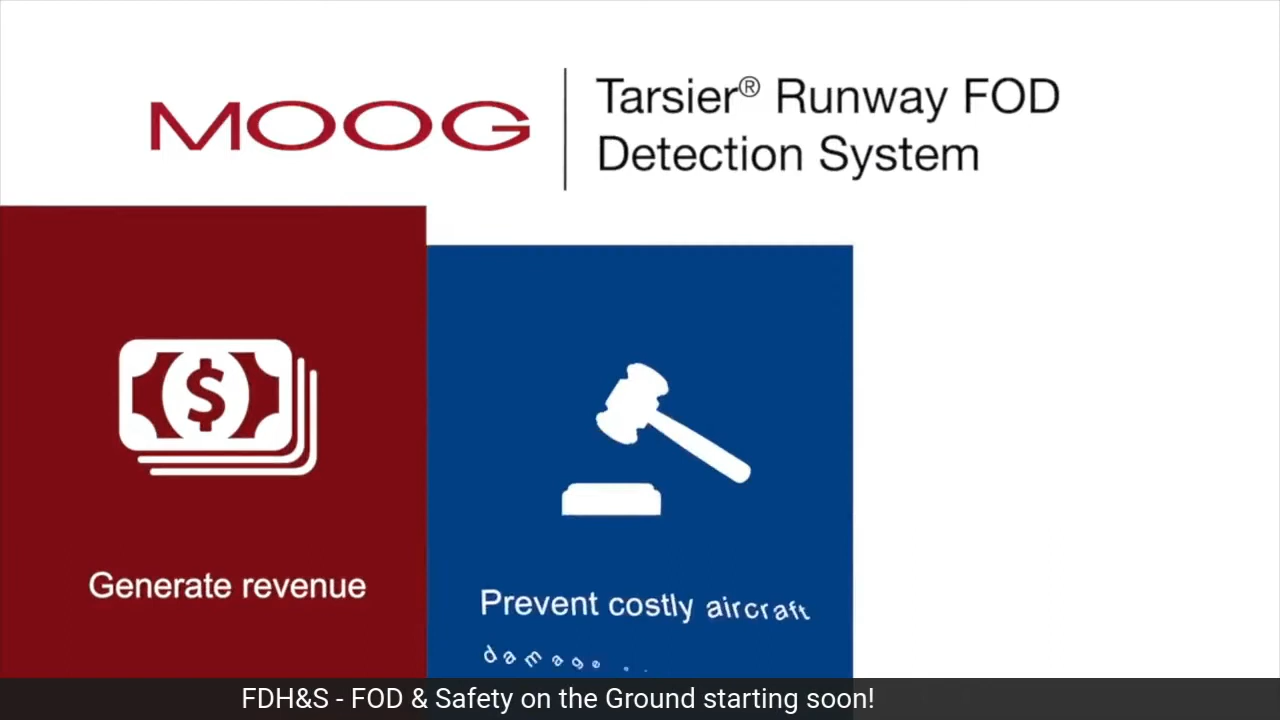 MOOG
Tarsier® Runway FOD
Detection System
Generate revenue
Prevent costly aircraft
damage
FDH&S - FOD & Safety on the Ground starting soon!